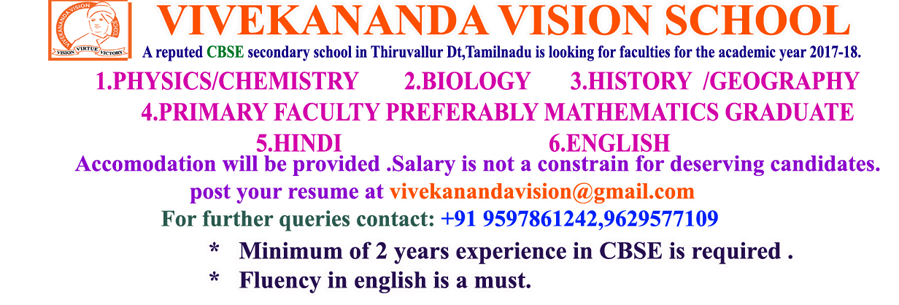 VIVEKANANDA VISION SCHOOL
A reputed CBSE secondary school in Thiruvallur Dt,Tamilnadu is looking for faculties for the academic year 2017-18.
1.PHYSICS/CHEMISTRY 2.BIOLOGY 3.HISTORY /GEOGRAPHY
4.PRIMARY FACULTY PREFERABLY MATHEMATICS GRADUATE
5.HINDI 6.ENGLISH
Accomodation will be provided .Salary is not a constrain for deserving candidates.
post your resume at vivekanandavision@gmail.com
For further queries contact: +91 9597861242,9629577109
* Minimum of 2 years experience in CBSE is required .
* Fluency in english is a must.
VISION VIRTUE VICTORY